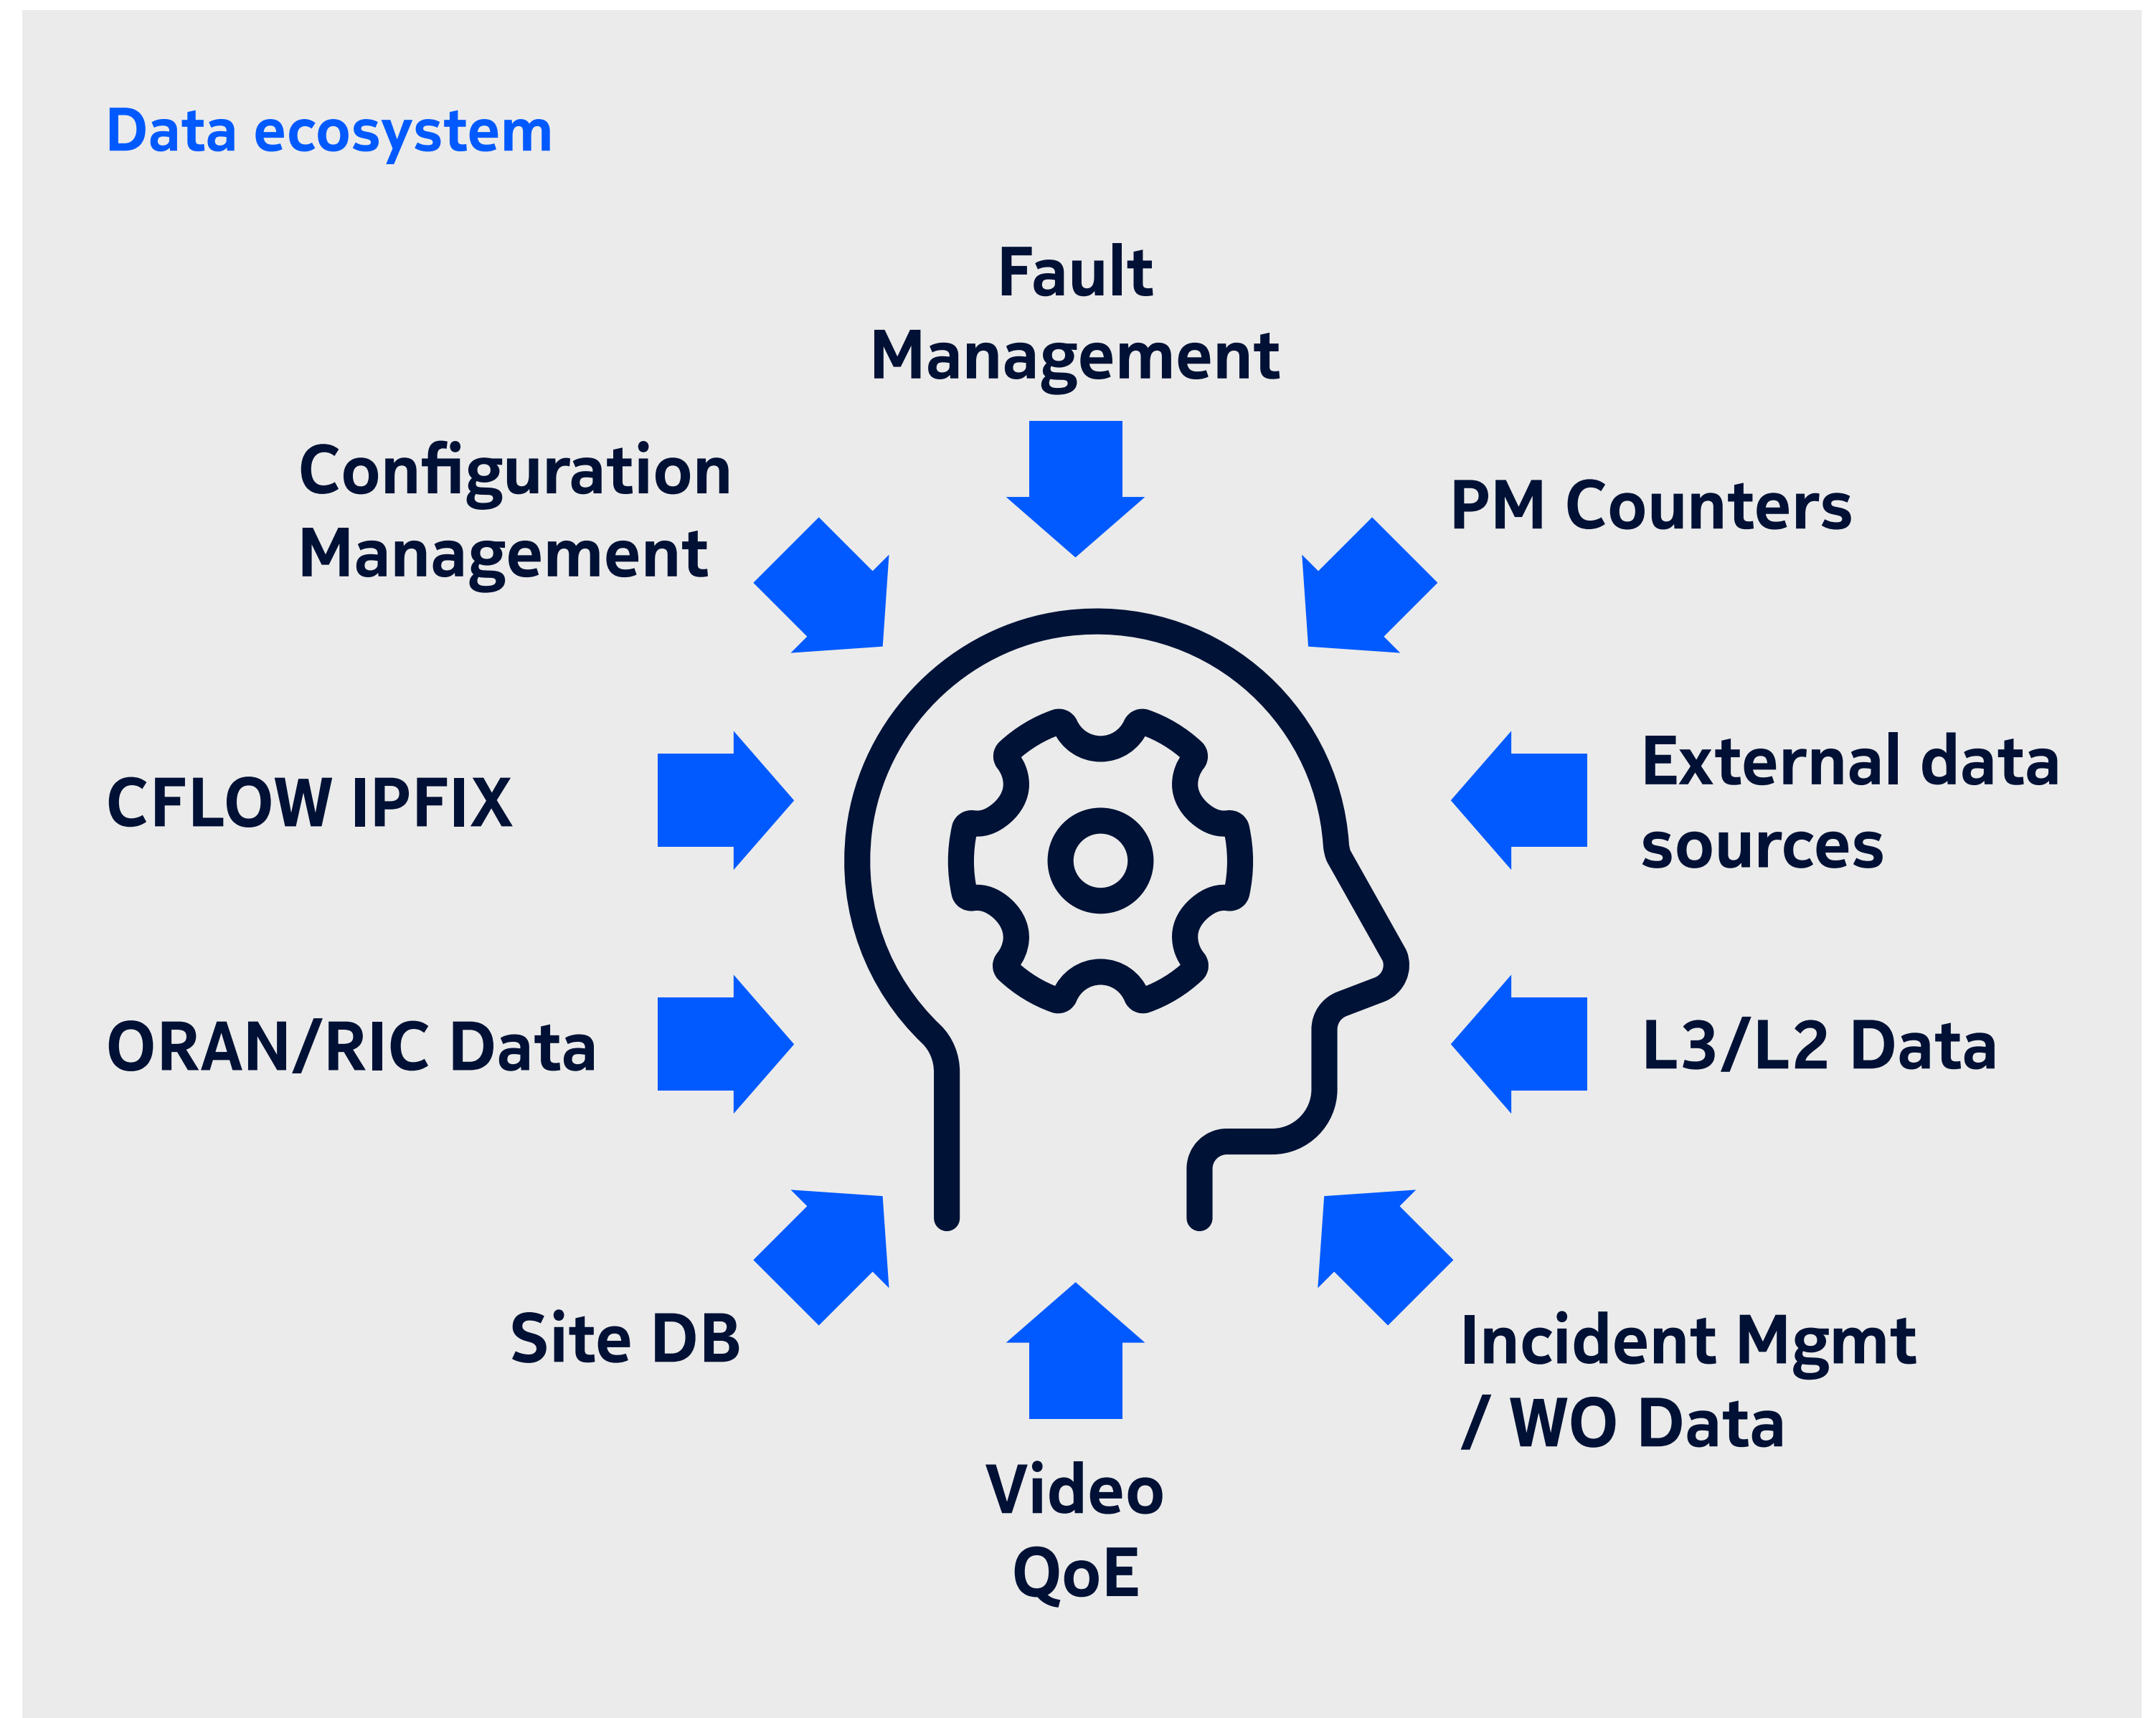 Data ecosystem
Fault
Management
Configuration
Management
PM Counters
CFLOW IPFIX
External data
sources
ORAN/RIC Data
L3/L2 Data
Site DB
Incident Mgmt
/ WO Data
Video
QoE